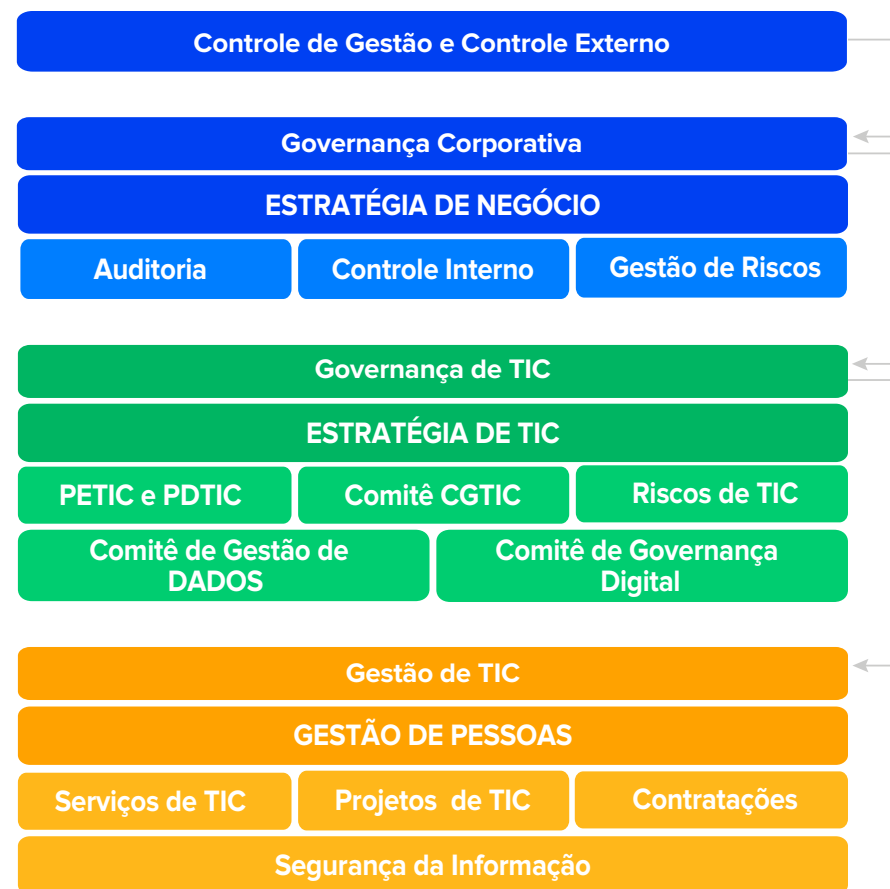 Controle de Gestão e Controle Externo
Governança Corporativa
ESTRATÉGIA DE NEGÓCIO
Auditoria
Controle Interno
Gestão de Riscos
Governança de TIC
ESTRATÉGIA DE TIC
PETIC e PDTIC
Comitê CGTIC
Riscos de TIC
Comitê de Gestão de
DADOS
Comitê de Governança
Digital
Gestão de TIC
GESTÃO DE PESSOAS
Serviços de TIC
Projetos de TIC
Contratações
Segurança da Informação